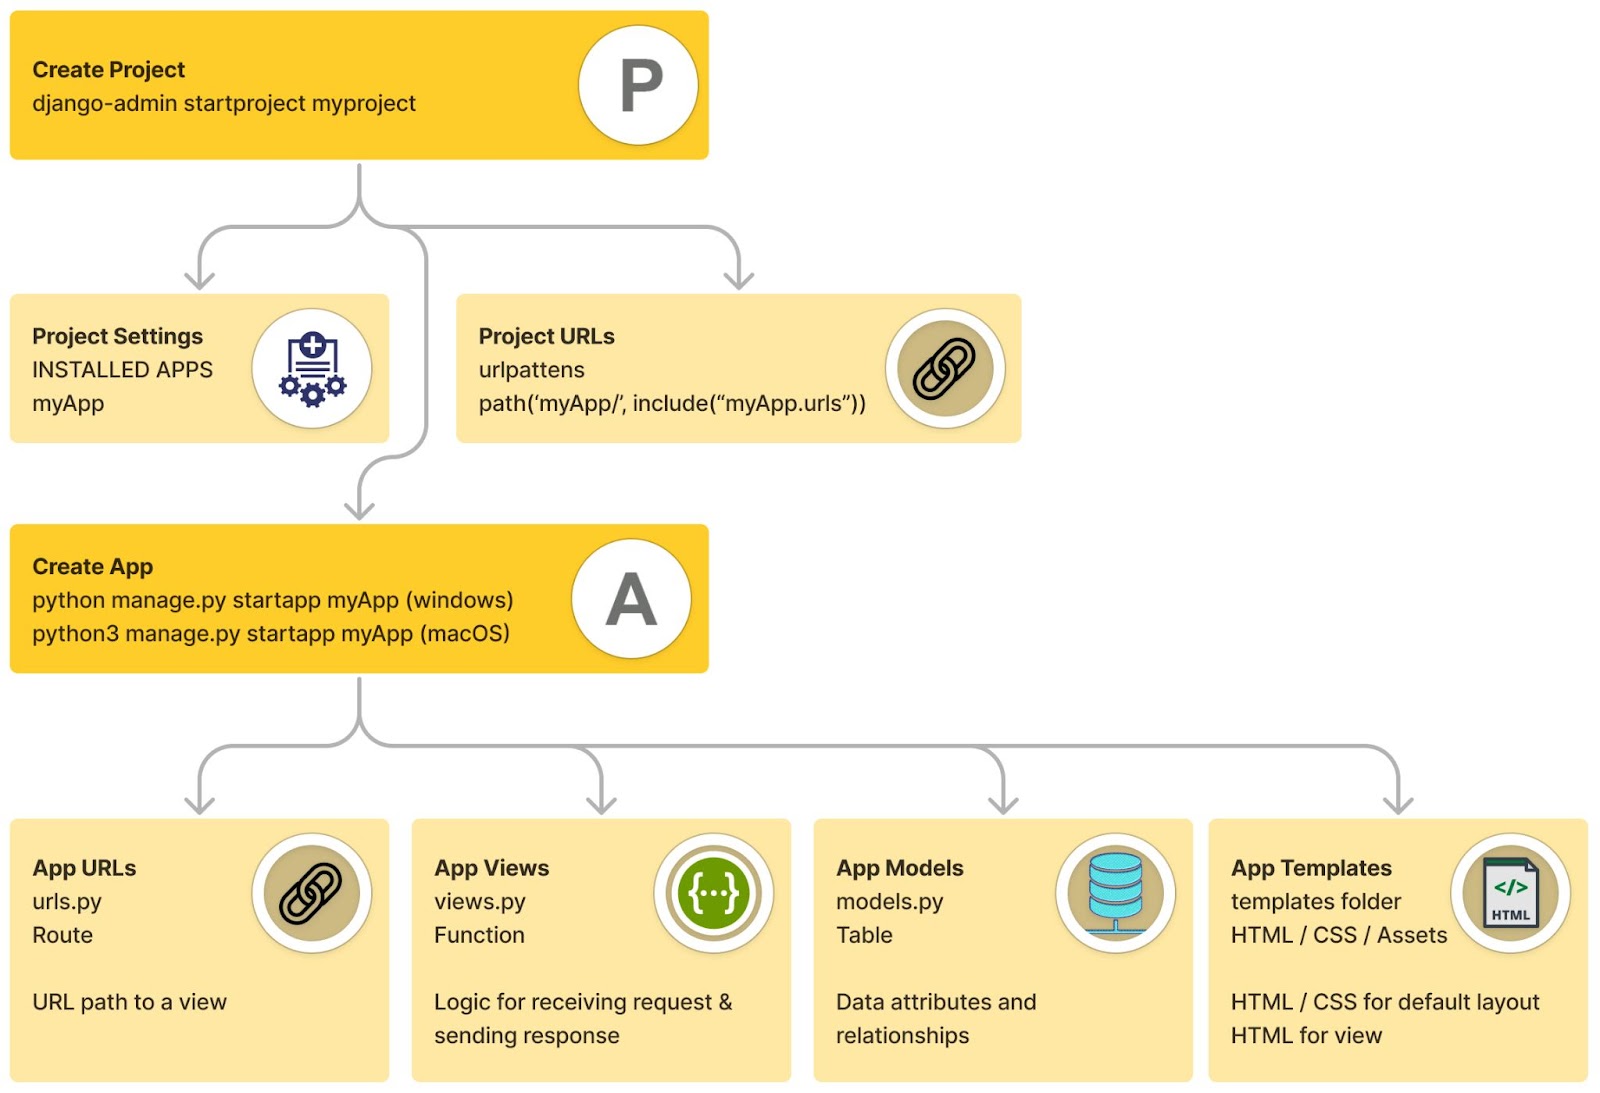 Create Project
django-admin startproject myproject
P
Project Settings
INSTALLED APPS
myApp
Project URLs
urlpattens
path(‘myApp/’, include(“myApp.urls”))
Create App
python manage.py startapp myApp (windows)
python3 manage.py startapp myApp (macOS)
A
App URLs
urls.py
Route
URL path to a view
App Views
views.py
Function
Logic for receiving request &
sending response
{...}
App Models
models.py
Table
Data attributes and
relationships
App Templates
templates folder
HTML / CSS / Assets
HTML / CSS for default layout
HTML for view
</>
HTML